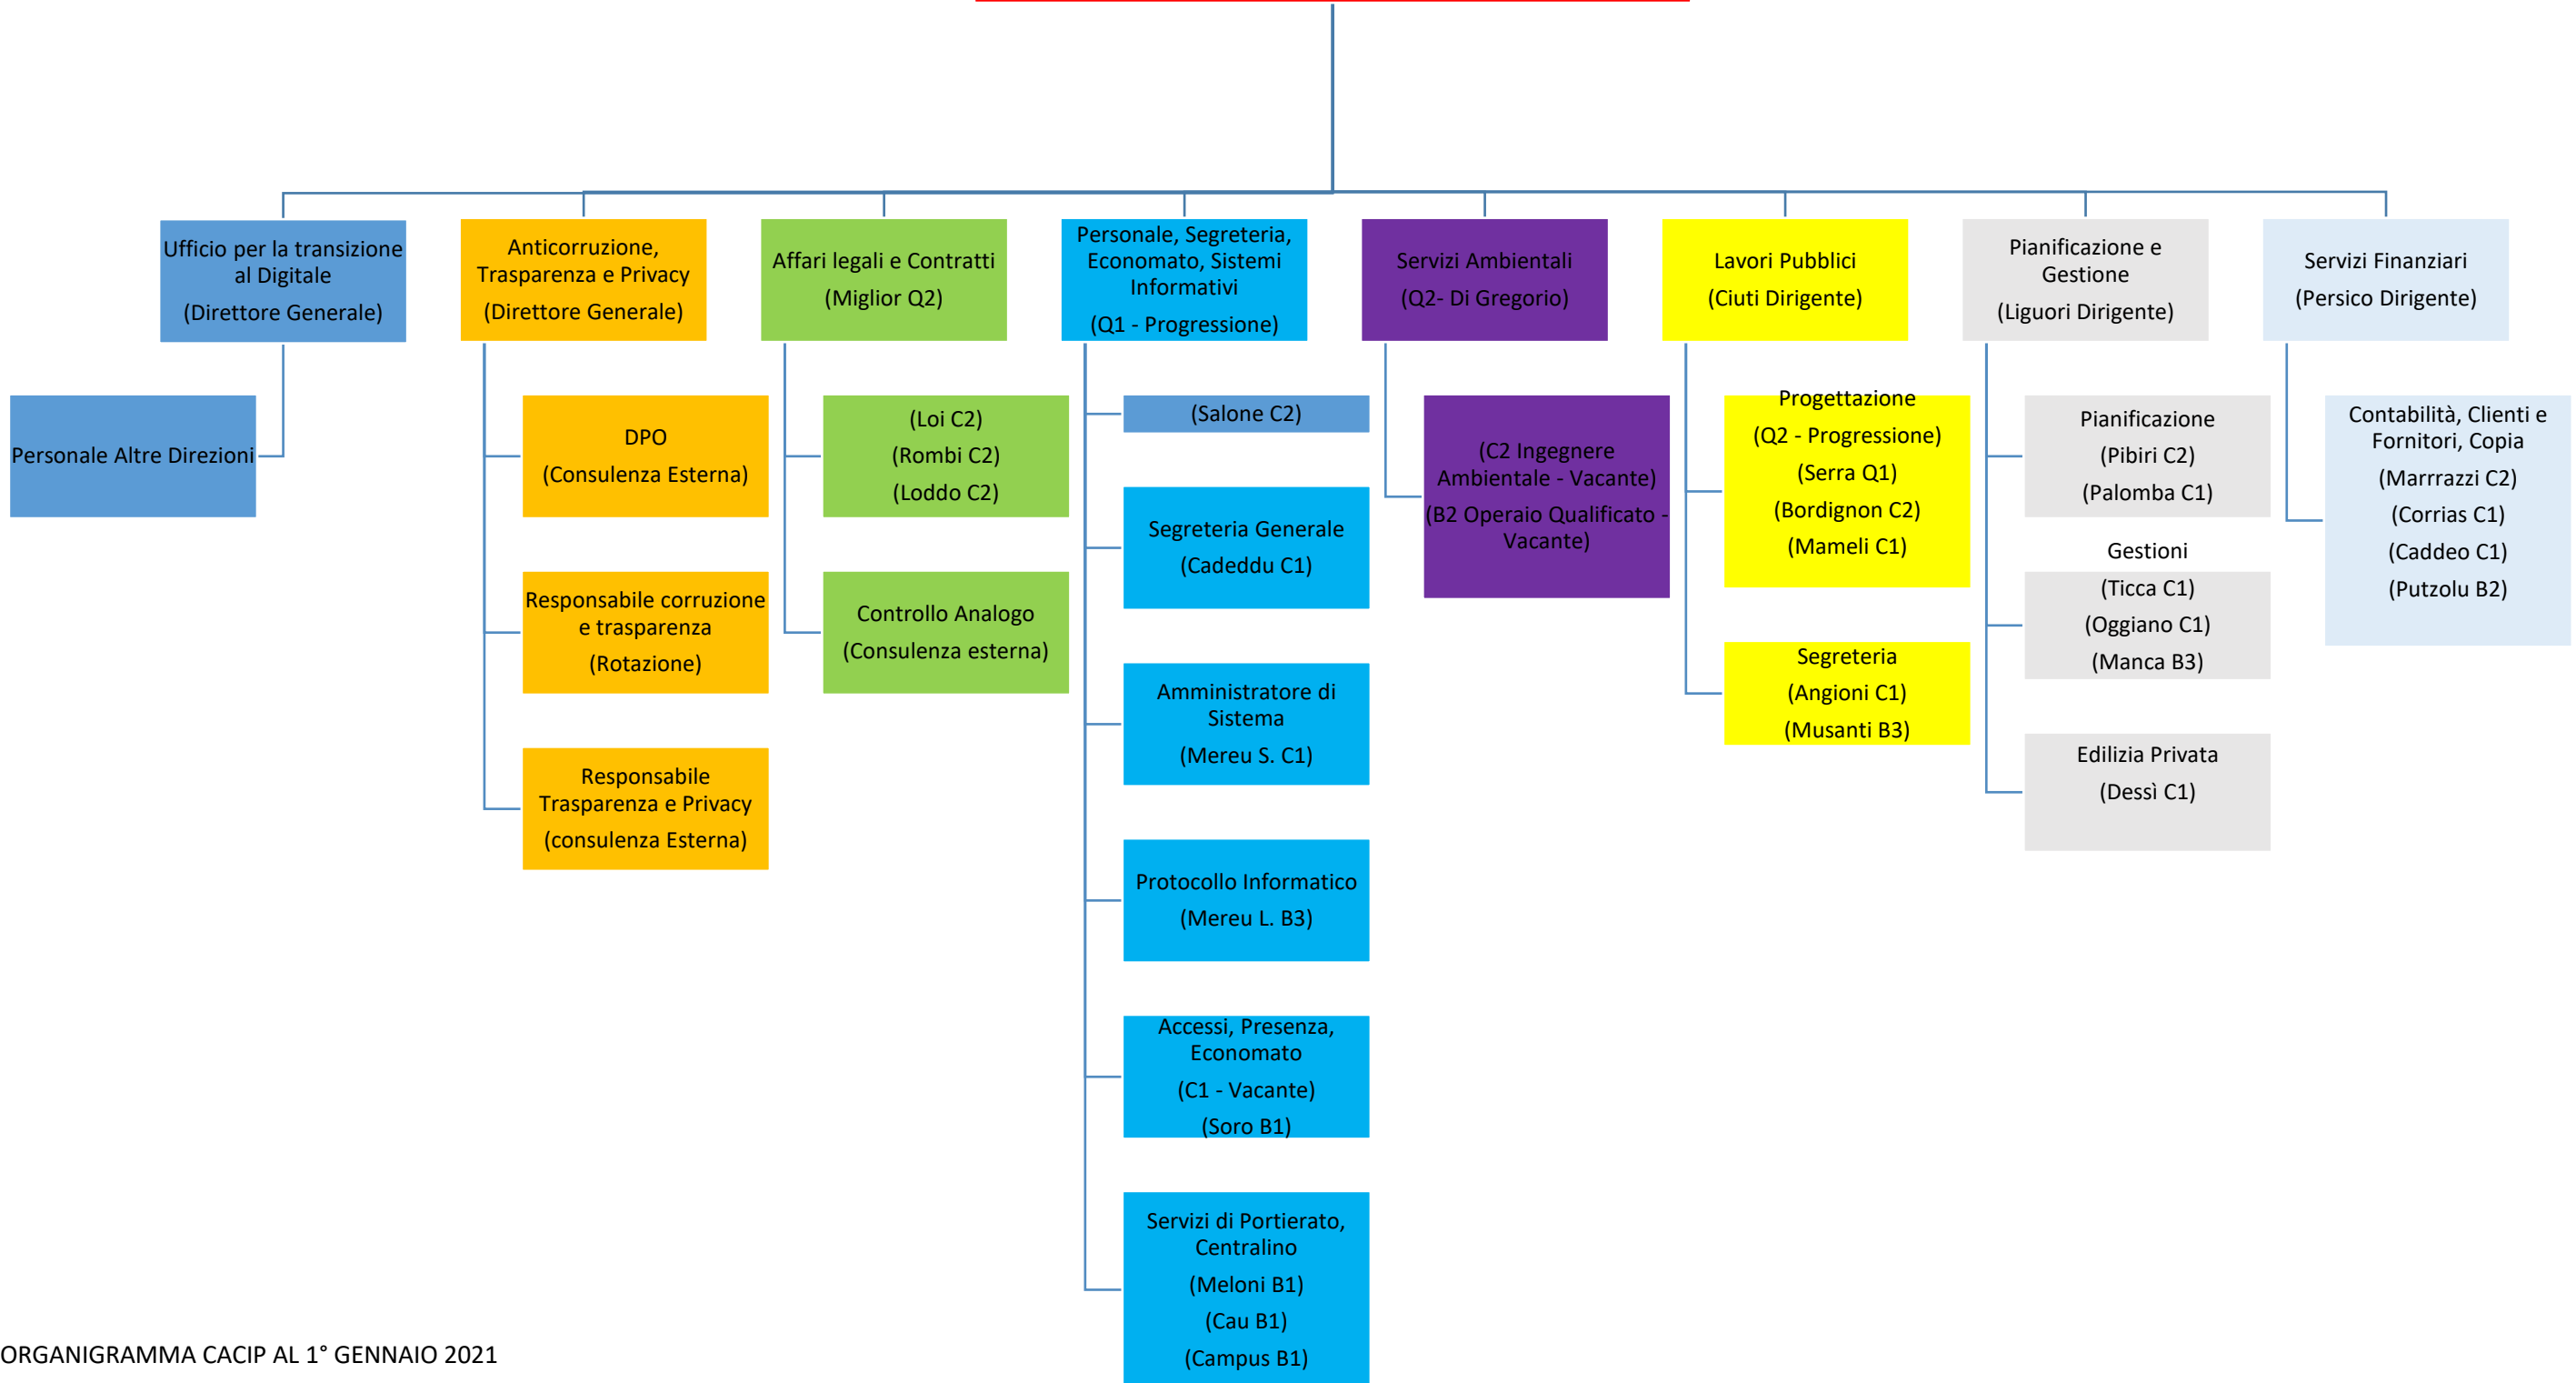 Ufficio per la transizione
al Digitale
(Direttore Generale)
Personale Altre Direzioni
Anticorruzione,
Trasparenza e Privacy
(Direttore Generale)
DPO
(Consulenza Esterna)
Responsabile corruzione
e trasparenza
(Rotazione)
Responsabile
Trasparenza e Privacy
(consulenza Esterna)
Affari legali e Contratti
(Miglior Q2)
(Loi C2)
(Rombi C2)
(Loddo C2)
Controllo Analogo
(Consulenza esterna)
Personale, Segreteria,
Economato, Sistemi
Informativi
(Q1 - Progressione)
(Salone C2)
Segreteria Generale
(Cadeddu C1)
Amministratore di
Sistema
(Mereu S. C1)
Protocollo Informatico
(Mereu L. B3)
Accessi, Presenza,
Economato
(C1 - Vacante)
(Soro B1)
Servizi di Portierato,
Centralino
(Meloni B1)
(Cau B1)
(Campus B1)
Servizi Ambientali
(Q2- Di Gregorio)
(C2 Ingegnere
Ambientale - Vacante)
(B2 Operaio Qualificato -
Vacante)
Lavori Pubblici
(Ciuti Dirigente)
Progettazione
(Q2 - Progressione)
(Serra Q1)
(Bordignon C2)
(Mameli C1)
Segreteria
(Angioni C1)
(Musanti B3)
Pianificazione e
Gestione
(Liguori Dirigente)
Pianificazione
(Pibiri C2)
(Palomba C1)
Gestioni
(Ticca C1)
(Oggiano C1)
(Manca B3)
Edilizia Privata
(Dessì C1)
Servizi Finanziari
(Persico Dirigente)
Contabilità, Clienti e
Fornitori, Copia
(Marrrazzi C2)
(Corrias C1)
(Caddeo C1)
(Putzolu B2)
ORGANIGRAMMA CACIP AL 1° GENNAIO 2021